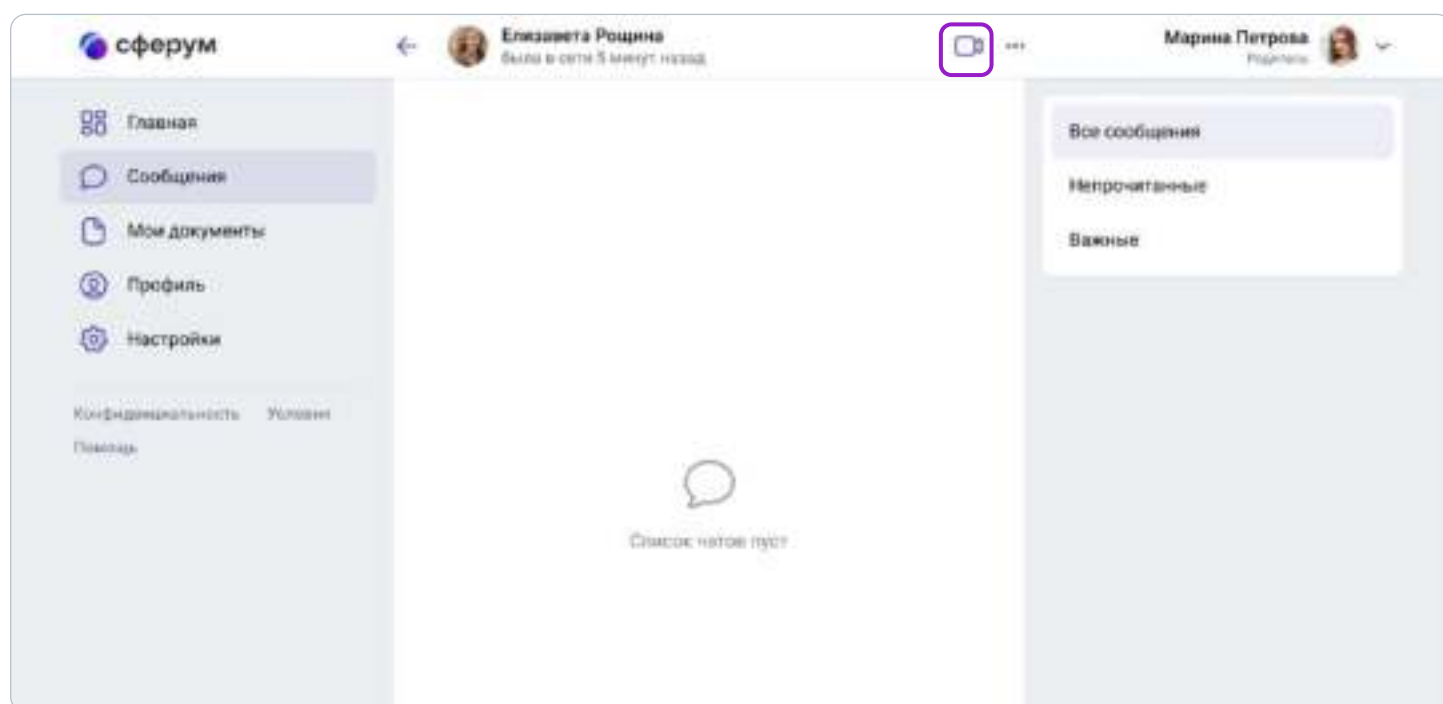 сферум
Елизавета Рощина
была в сети 5 минут назад
Марина Петрова
Родитель
Главная
Сообщения
Мои документы
Профиль
Настройки
Конфиденциальность Условия
Помощь
Все сообщения
Непрочитанные
Важные
Список чатов пуст